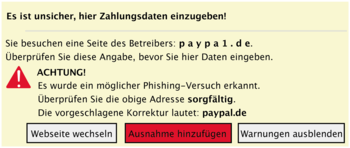 Es ist unsicher, hier Zahlungsdaten einzugeben!
Sie besuchen eine Seite des Betreibers: p a y p a 1 . d e.
Überprüfen Sie diese Angabe, bevor Sie hier Daten eingeben.
ACHTUNG!
Es wurde ein möglicher Phishing-Versuch erkannt.
Überprüfen Sie die obige Adresse sorgfältig.
Die vorgeschlagene Korrektur lautet: paypal.de
Webseite wechseln
Ausnahme hinzufügen
Warnungen ausblenden